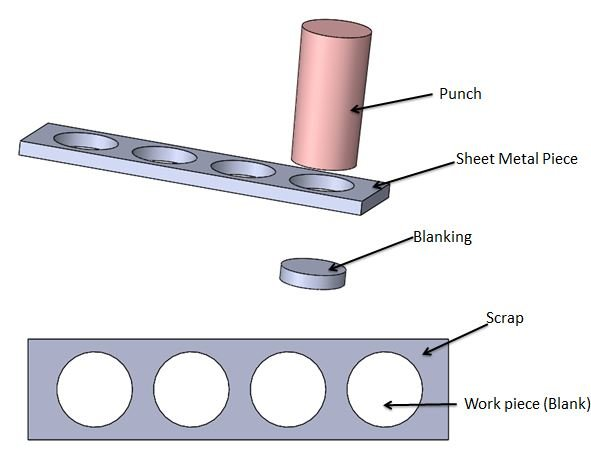 Punch
Sheet Metal Piece
Blanking
Scrap
Work piece (Blank)